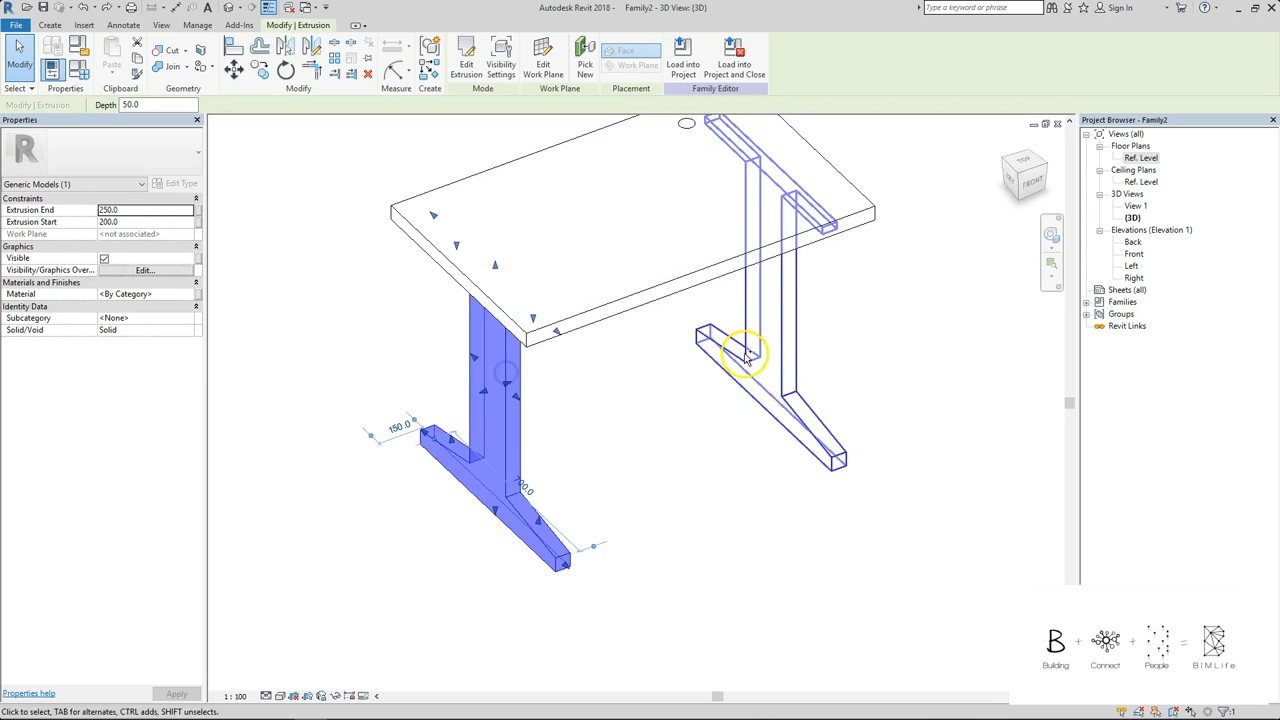 Autodesk Revit 2018 - Family2 - 3D View: {3D}
Type a keyword or phrase
Sign In
File Create Insert Annotate View Manage Add-Ins Modify | Extrusion
Modify
Paste
Cut
Join
Edit Extrusion
Visibility Settings
Edit Work Plane
Pick New
Face
Work Plane
Load into Project
Load into Project and Close
Select Properties Clipboard Geometry Modify Measure Create Mode Work Plane Placement Family Editor
Modify | Extrusion Depth 50.0
Properties
Generic Models (1) Edit Type
Constraints
Extrusion End 250.0
Extrusion Start 200.0
Work Plane <not associated>
Graphics
Visible
Visibility/Graphics Over... Edit...
Materials and Finishes
Material <By Category>
Identity Data
Subcategory <None>
Solid/Void Solid
Properties help Apply
150.0
700.0
TOP
FRONT
Project Browser - Family2
Views (all)
Floor Plans
Ref. Level
Ceiling Plans
Ref. Level
3D Views
View 1
{3D}
Elevations (Elevation 1)
Back
Front
Left
Right
Sheets (all)
Families
Groups
Revit Links
B + + =
Building Connect People BIMLife
1 : 100
Click to select, TAB for alternates, CTRL adds, SHIFT unselects.
:1